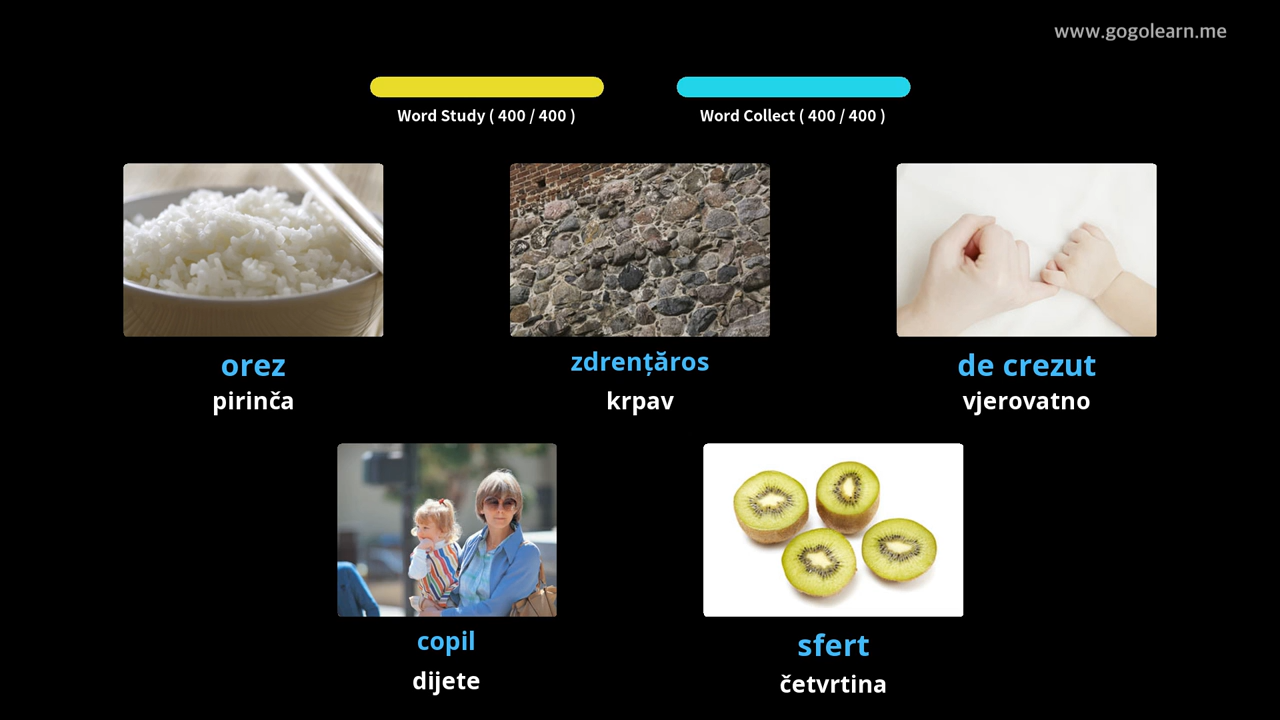 www.gogolearn.me
Word Study ( 400 / 400 )
Word Collect ( 400 / 400 )
orez
pirinča
zdrențăros
krpav
de crezut
vjerovatno
copil
dijete
sfert
četvrtina